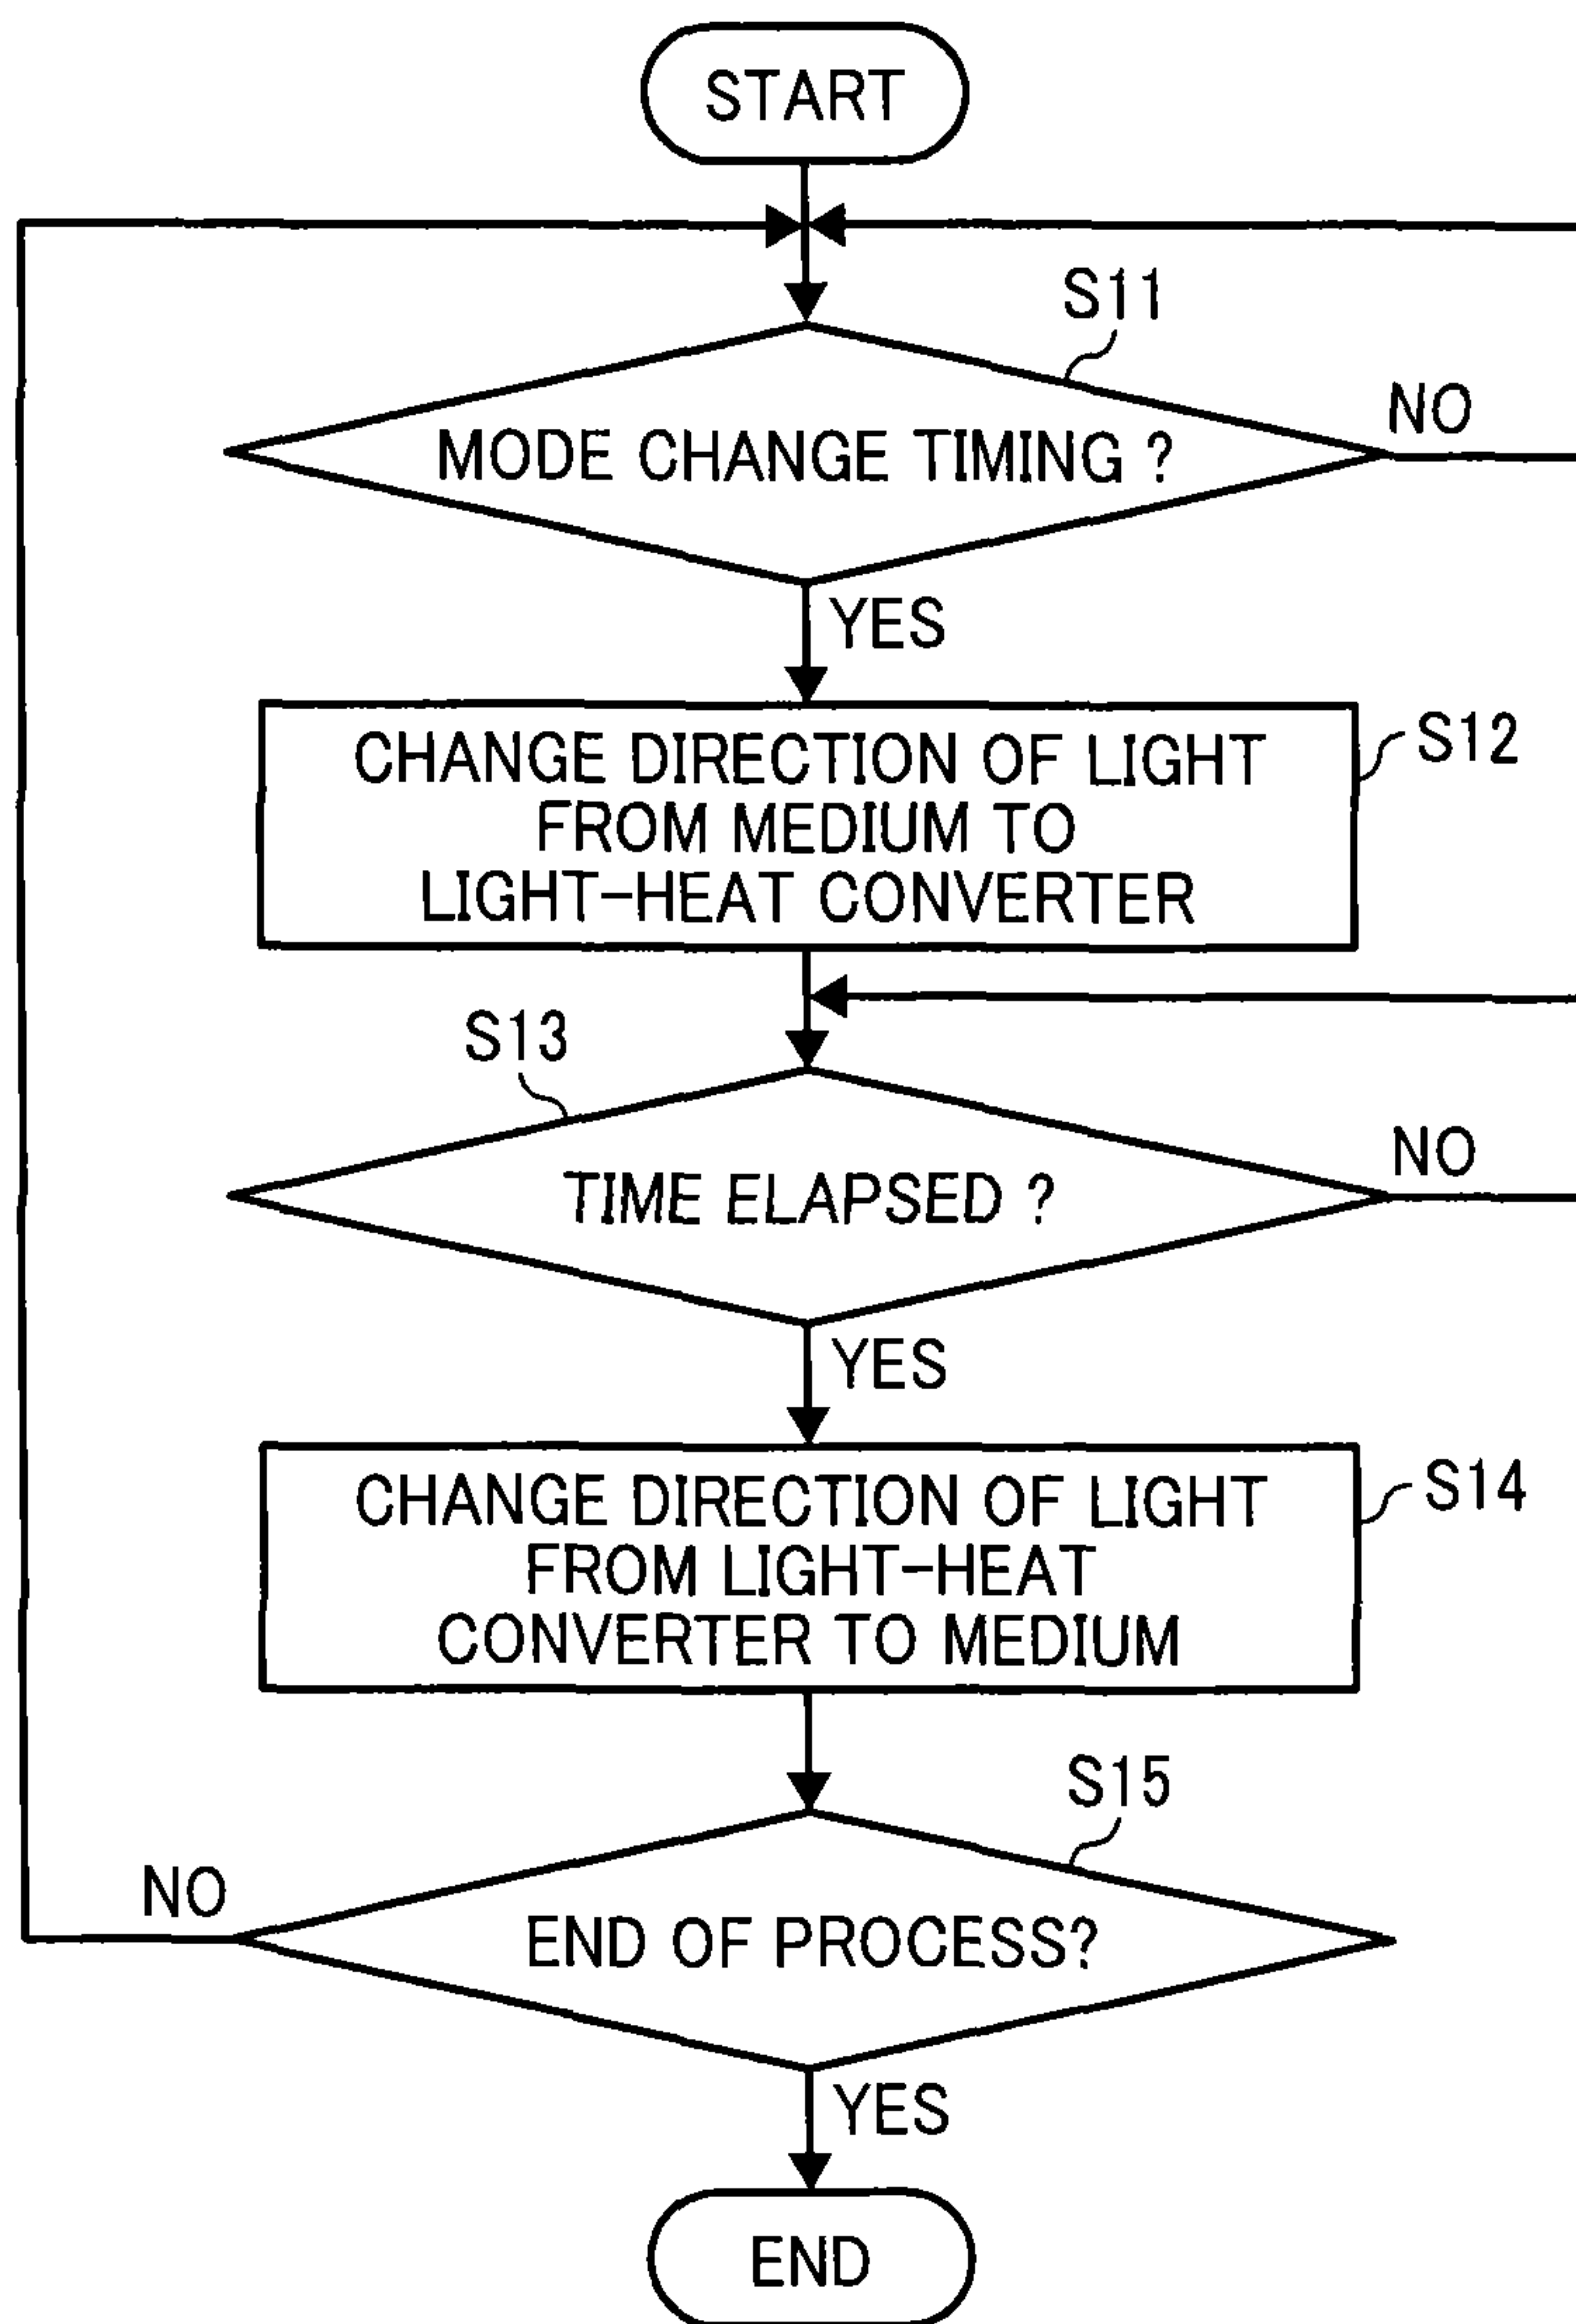 START
S11
MODE CHANGE TIMING ?
NO
YES
CHANGE DIRECTION OF LIGHT
FROM MEDIUM TO
LIGHT-HEAT CONVERTER
S12
S13
TIME ELAPSED ?
NO
YES
CHANGE DIRECTION OF LIGHT
FROM LIGHT-HEAT
CONVERTER TO MEDIUM
S14
S15
NO
END OF PROCESS?
YES
END